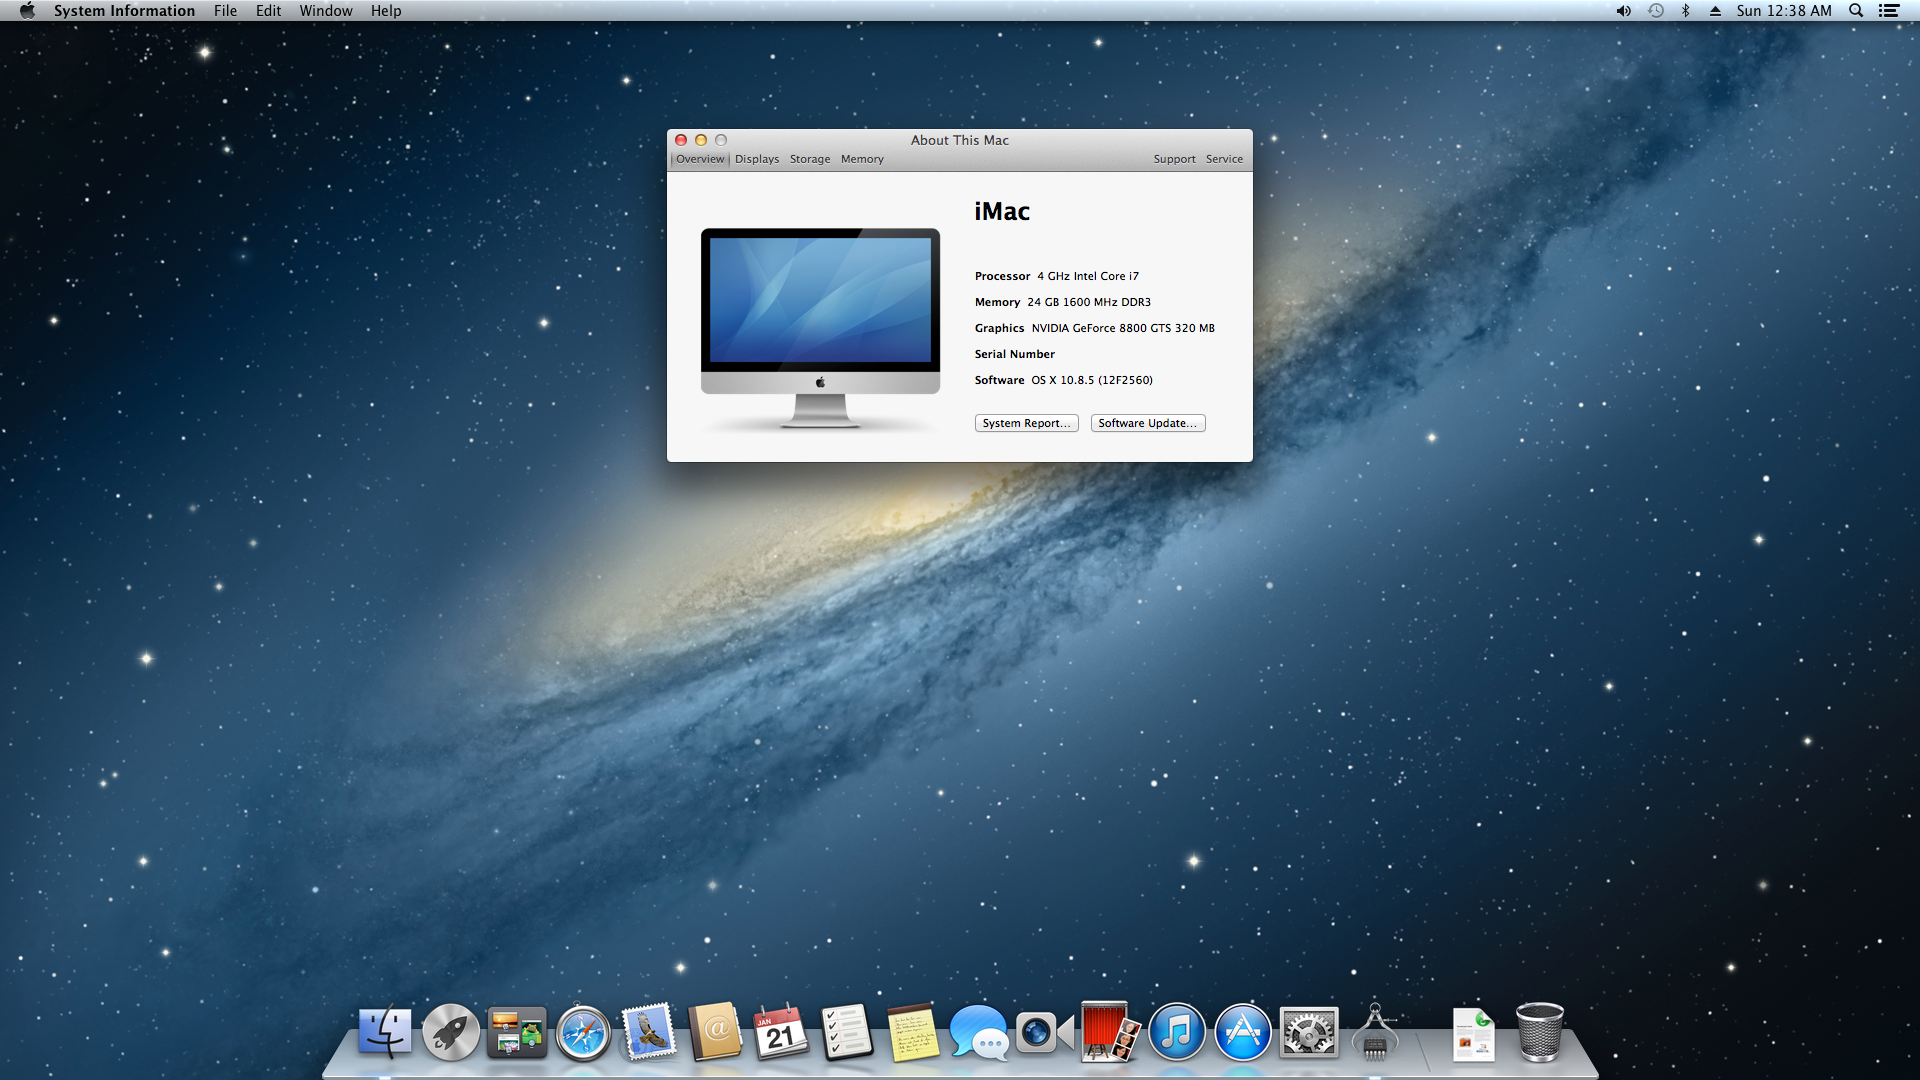 System Information File Edit Window Help Sun 12:38 AM
About This Mac
Overview Displays Storage Memory Support Service
iMac
Processor 4 GHz Intel Core i7
Memory 24 GB 1600 MHz DDR3
Graphics NVIDIA GeForce 8800 GTS 320 MB
Serial Number
Software OS X 10.8.5 (12F2560)
System Report... Software Update...
JAN
21